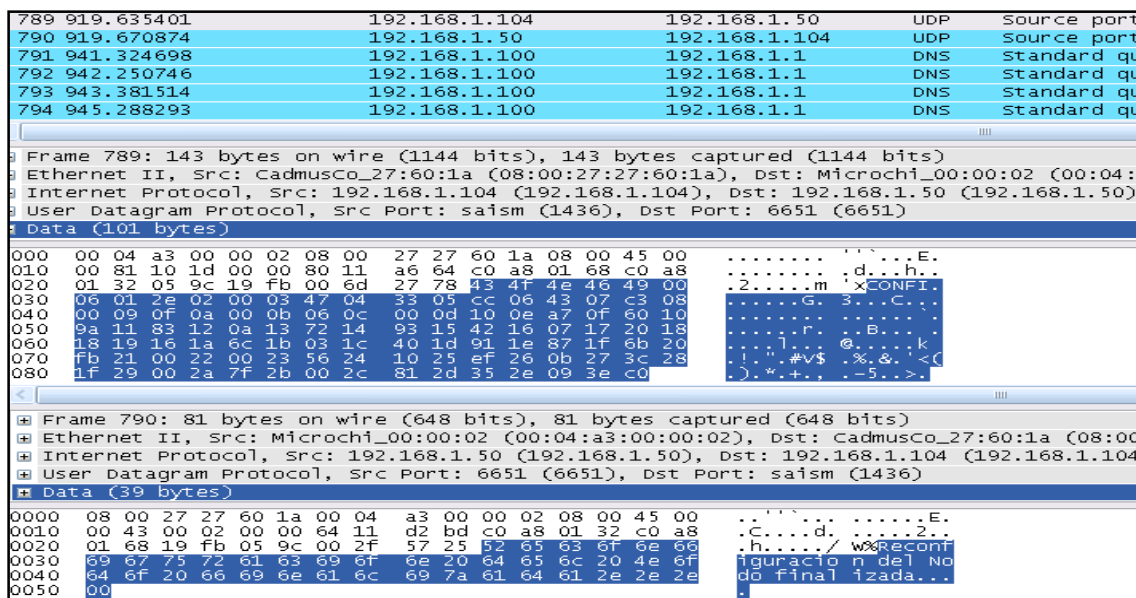 789 919.635401 192.168.1.104 192.168.1.50 UDP Source port
790 919.670874 192.168.1.50 192.168.1.104 UDP Source port
791 941.324698 192.168.1.100 192.168.1.1 DNS Standard qu
792 942.250746 192.168.1.100 192.168.1.1 DNS Standard qu
793 943.381514 192.168.1.100 192.168.1.1 DNS Standard qu
794 945.288293 192.168.1.100 192.168.1.1 DNS Standard qu
Frame 789: 143 bytes on wire (1144 bits), 143 bytes captured (1144 bits)
Ethernet II, Src: CadmusCo_27:60:1a (08:00:27:27:60:1a), Dst: Microchi_00:00:02 (00:04:
Internet Protocol, Src: 192.168.1.104 (192.168.1.104), Dst: 192.168.1.50 (192.168.1.50)
User Datagram Protocol, Src Port: saism (1436), Dst Port: 6651 (6651)
Data (101 bytes)
000 00 04 a3 00 00 02 08 00 27 27 60 1a 08 00 45 00 ........ ''`...E.
010 00 81 10 1d 00 00 80 11 a6 64 c0 a8 01 68 c0 a8 ........ .d...h..
020 01 32 05 9c 19 fb 00 6d 27 78 43 4f 4e 46 49 00 .2.....m 'xCONFI.
030 06 01 2e 02 00 03 47 04 33 05 cc 06 43 07 c3 08 ......G. 3...C...
040 00 09 0f 0a 00 0b 06 0c 00 0d 10 0e a7 0f 60 10 ........ ......`.
050 9a 11 83 12 0a 13 72 14 93 15 42 16 07 17 20 18 ......r. ..B... .
060 18 19 16 1a 6c 1b 03 1c 40 1d 91 1e 87 1f 6b 20 ....l... @.....k
070 fb 21 00 22 00 23 56 24 10 25 ef 26 0b 27 3c 28 .!.".#V$ .%.&.'<(
080 1f 29 00 2a 7f 2b 00 2c 81 2d 35 2e 09 3e c0 .).*.+., .-5..>.
Frame 790: 81 bytes on wire (648 bits), 81 bytes captured (648 bits)
Ethernet II, Src: Microchi_00:00:02 (00:04:a3:00:00:02), Dst: CadmusCo_27:60:1a (08:00
Internet Protocol, Src: 192.168.1.50 (192.168.1.50), Dst: 192.168.1.104 (192.168.1.104
User Datagram Protocol, Src Port: 6651 (6651), Dst Port: saism (1436)
Data (39 bytes)
0000 08 00 27 27 60 1a 00 04 a3 00 00 02 08 00 45 00 ..''`... ......E.
0010 00 43 00 02 00 00 64 11 d2 bd c0 a8 01 32 c0 a8 .C....d. .....2..
0020 01 68 19 fb 05 9c 00 2f 57 25 52 65 63 6f 6e 66 .h...../ W%Reconf
0030 69 67 75 72 61 63 69 6f 6e 20 64 65 6c 20 4e 6f iguracio n del No
0040 64 6f 20 66 69 6e 61 6c 69 7a 61 64 61 2e 2e 2e do final izada...
0050 00 .